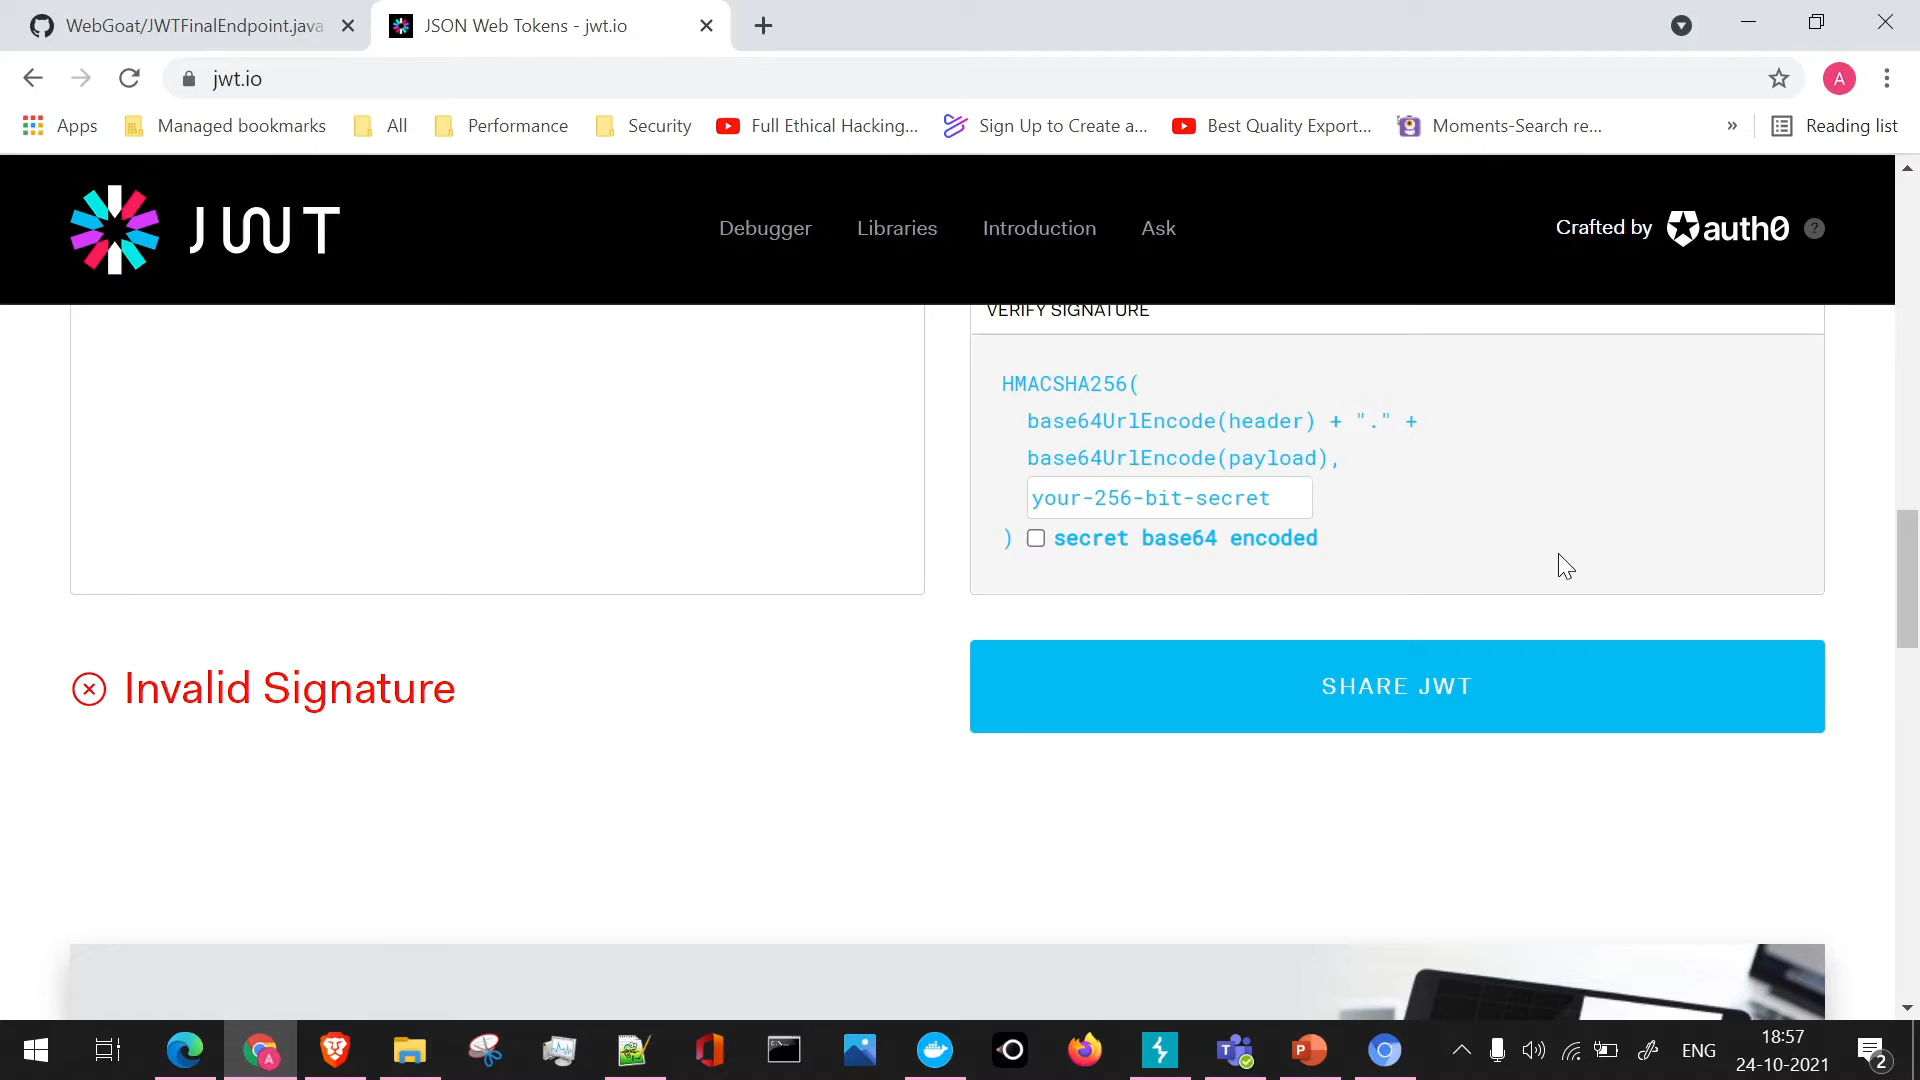 WebGoat/JWTFinalEndpoint.java
JSON Web Tokens - jwt.io
A
jwt.io
Apps
Managed bookmarks
All
Performance
Security
Full Ethical Hacking...
Sign Up to Create a...
Best Quality Export...
Moments-Search re...
»
Reading list
JWT
Debugger
Libraries
Introduction
Ask
Crafted by auth0 ?
VERIFY SIGNATURE
HMACSHA256(
base64UrlEncode(header) + "." +
base64UrlEncode(payload),
your-256-bit-secret
) secret base64 encoded
Invalid Signature
SHARE JWT
ENG
18:57
24-10-2021
2